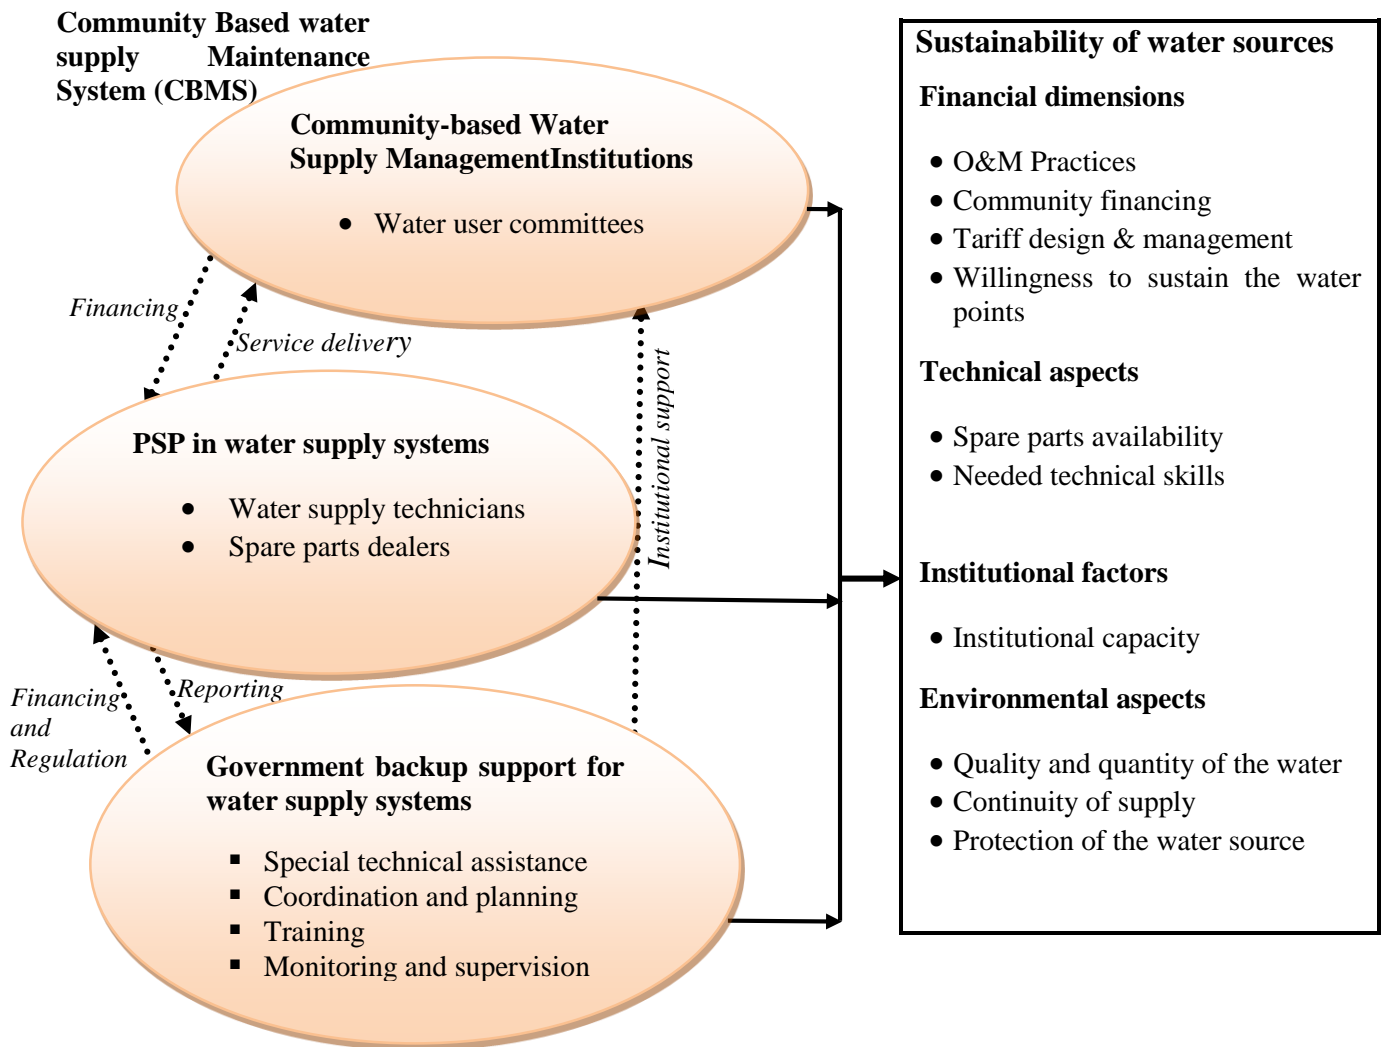 Community Based water
supply Maintenance
System (CBMS)
Community-based Water
Supply ManagementInstitutions
• Water user committees
Financing
Service delivery
Institutional support
PSP in water supply systems
• Water supply technicians
• Spare parts dealers
Financing
and
Regulation
Reporting
Government backup support for
water supply systems
▪ Special technical assistance
▪ Coordination and planning
▪ Training
▪ Monitoring and supervision
Sustainability of water sources
Financial dimensions
• O&M Practices
• Community financing
• Tariff design & management
• Willingness to sustain the water
points
Technical aspects
• Spare parts availability
• Needed technical skills
Institutional factors
• Institutional capacity
Environmental aspects
• Quality and quantity of the water
• Continuity of supply
• Protection of the water source